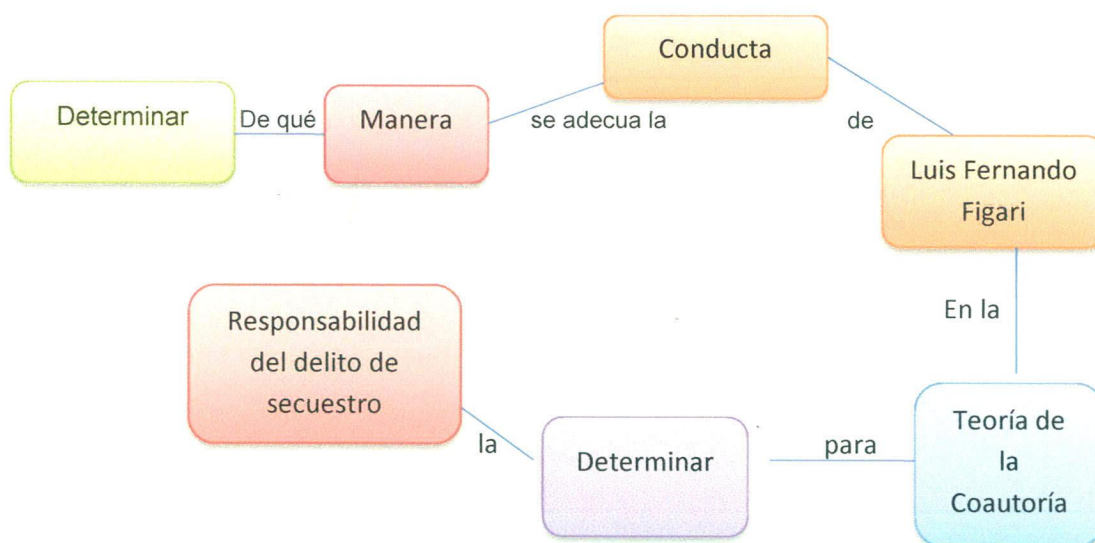 Determinar
De qué
Manera
se adecua la
Conducta
de
Luis Fernando
Figari
En la
Teoría de
la
Coautoría
para
Determinar
la
Responsabilidad
del delito de
secuestro